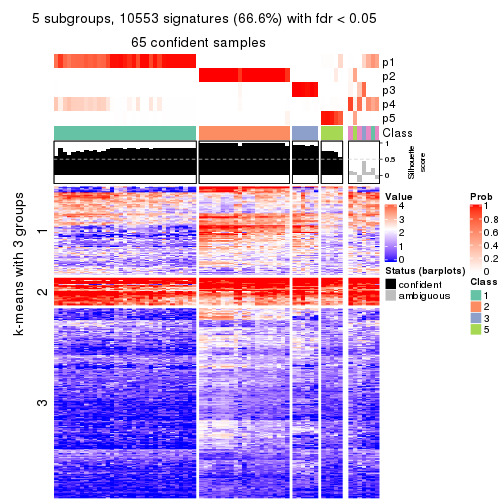 5 subgroups, 10553 signatures (66.6%) with fdr < 0.05
65 confident samples
p1
p2
p3
p4
p5
Class
1
0.5
0
Silhouette
score
k-means with 3 groups
1
2
3
Value
4
3
2
1
0
Prob
1
0.8
0.6
0.4
0.2
0
Status (barplots)
confident
ambiguous
Class
1
2
3
5